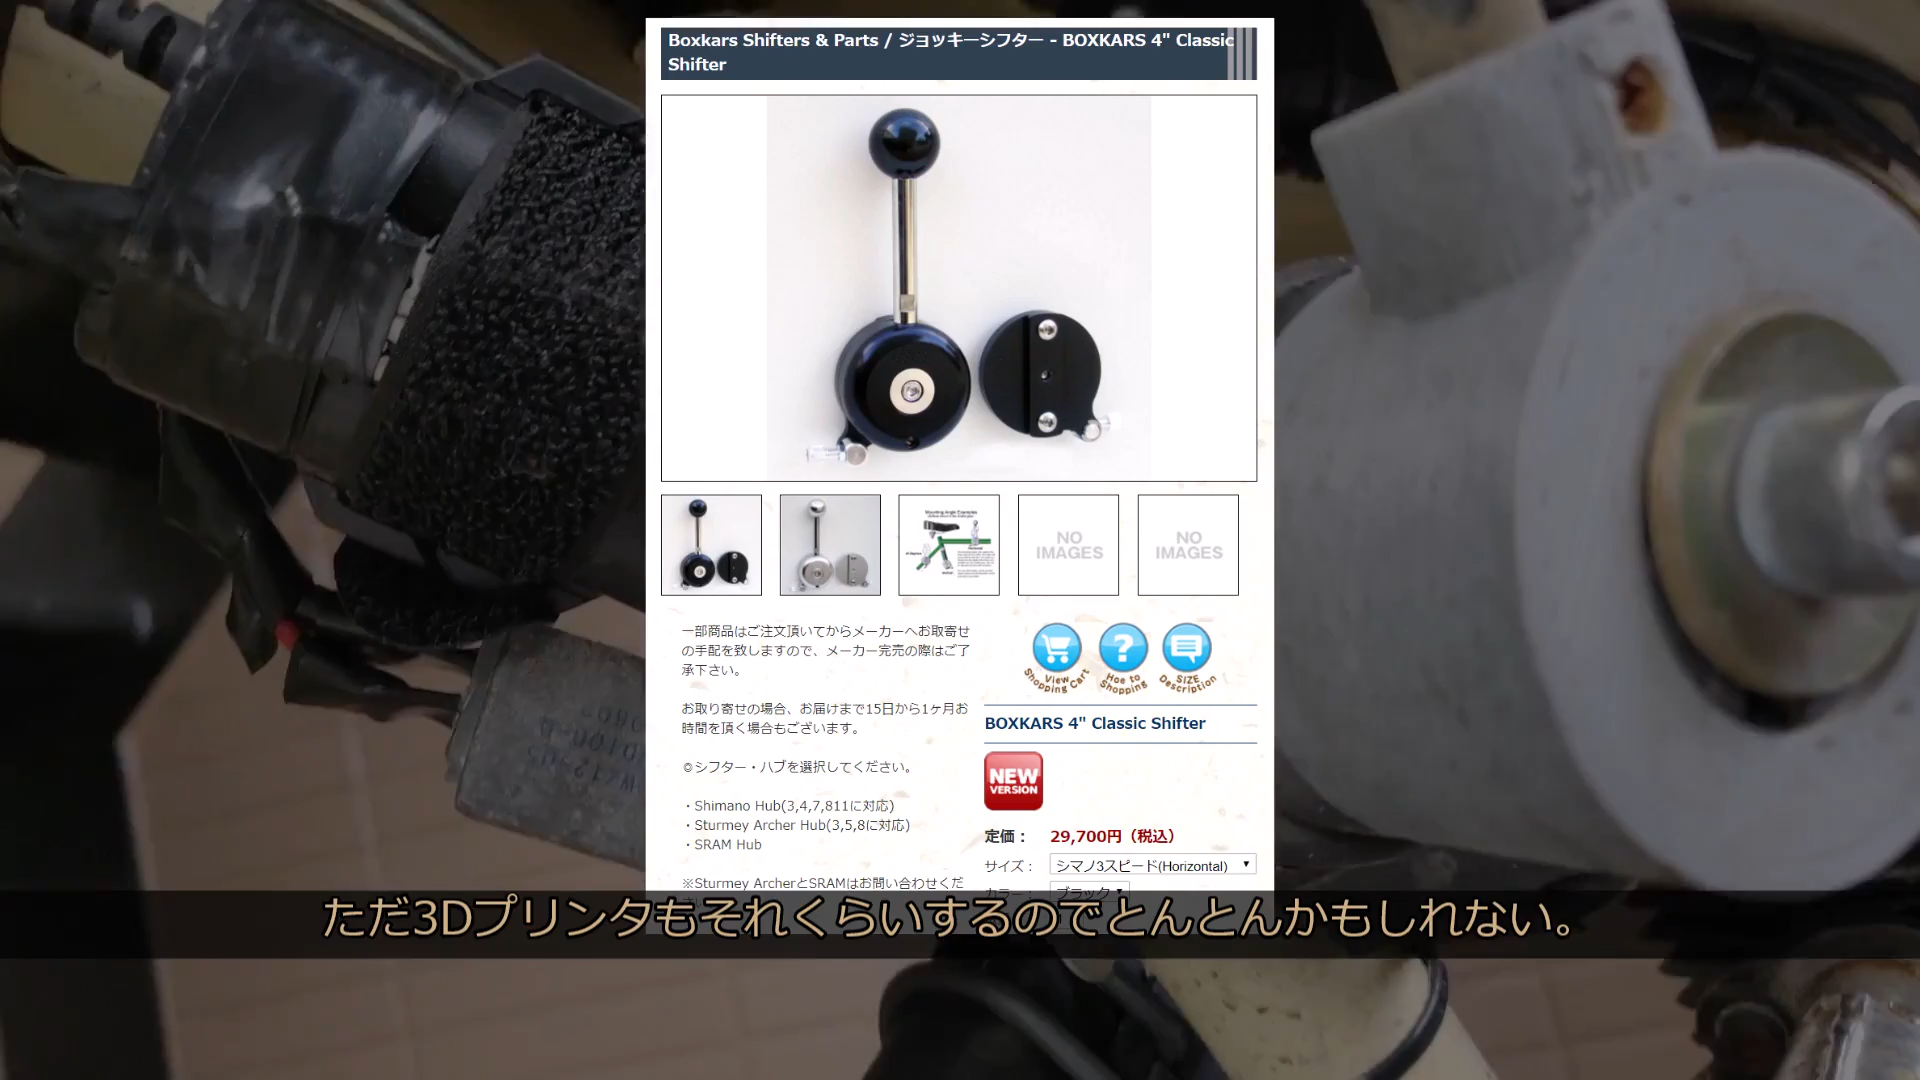 Boxkars Shifters & Parts / ジョッキーシフター - BOXKARS 4" Classic
Shifter
NO
IMAGES
NO
IMAGES
一部商品はご注文頂いてからメーカーへお取寄せ
の手配を致しますので、メーカー完売の際はご了
承下さい。
お取り寄せの場合、お届けまで15日から1ヶ月お
時間を頂く場合もございます。
◎シフター・ハブを選択してください。
・Shimano Hub(3,4,7,811に対応)
・Sturmey Archer Hub(3,5,8に対応)
・SRAM Hub
※Sturmey ArcherとSRAMはお問い合わせくだ
View
Shopping Cart
Hoe to
Shopping
SIZE
Description
BOXKARS 4" Classic Shifter
NEW
VERSION
定価： 29,700円（税込）
サイズ： シマノ3スピード(Horizontal)
カラー： ブラック
ただ3Dプリンタもそれくらいするのでとんとんかもしれない。